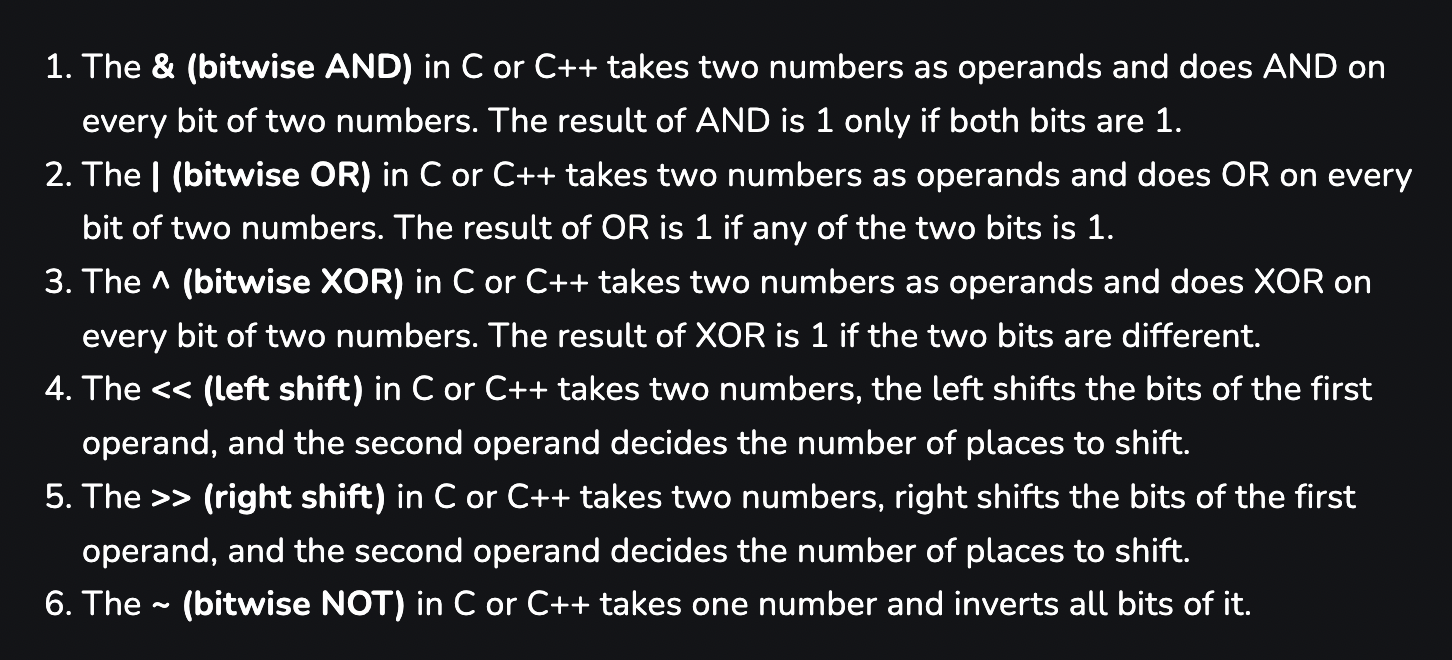 1. The & (bitwise AND) in C or C++ takes two numbers as operands and does AND on
every bit of two numbers. The result of AND is 1 only if both bits are 1.
2. The | (bitwise OR) in C or C++ takes two numbers as operands and does OR on every
bit of two numbers. The result of OR is 1 if any of the two bits is 1.
3. The ^ (bitwise XOR) in C or C++ takes two numbers as operands and does XOR on
every bit of two numbers. The result of XOR is 1 if the two bits are different.
4. The << (left shift) in C or C++ takes two numbers, the left shifts the bits of the first
operand, and the second operand decides the number of places to shift.
5. The >> (right shift) in C or C++ takes two numbers, right shifts the bits of the first
operand, and the second operand decides the number of places to shift.
6. The ~ (bitwise NOT) in C or C++ takes one number and inverts all bits of it.